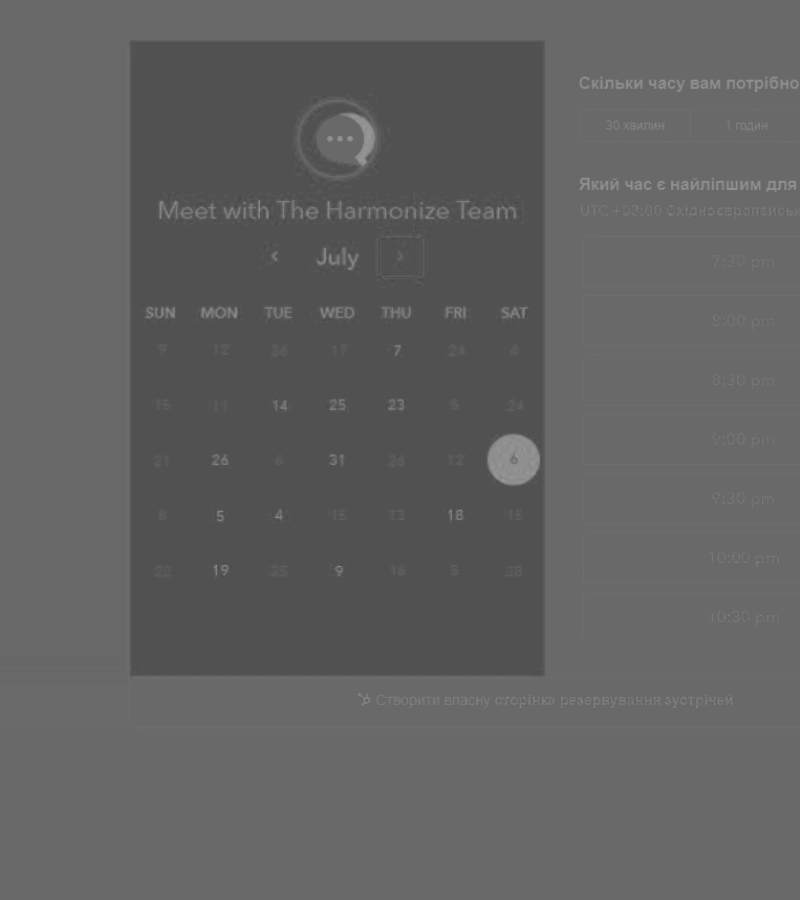 Скільки часу вам потрібно
30 хвилин 1 годин
Meet with The Harmonize Team
Який час є найліпшим для
UTC +03:00
‹ July ›
7:30 pm
SUN MON TUE WED THU FRI SAT
8:00 pm
9 12 26 17 7 24 4
8:30 pm
15 11 14 25 23 5 24
9:00 pm
21 26 6 31 26 12 6
9:30 pm
8 5 4 15 13 18 15
10:00 pm
22 19 25 9 16 5 28
10:30 pm
Створити власну сторінка резервування зустрічей